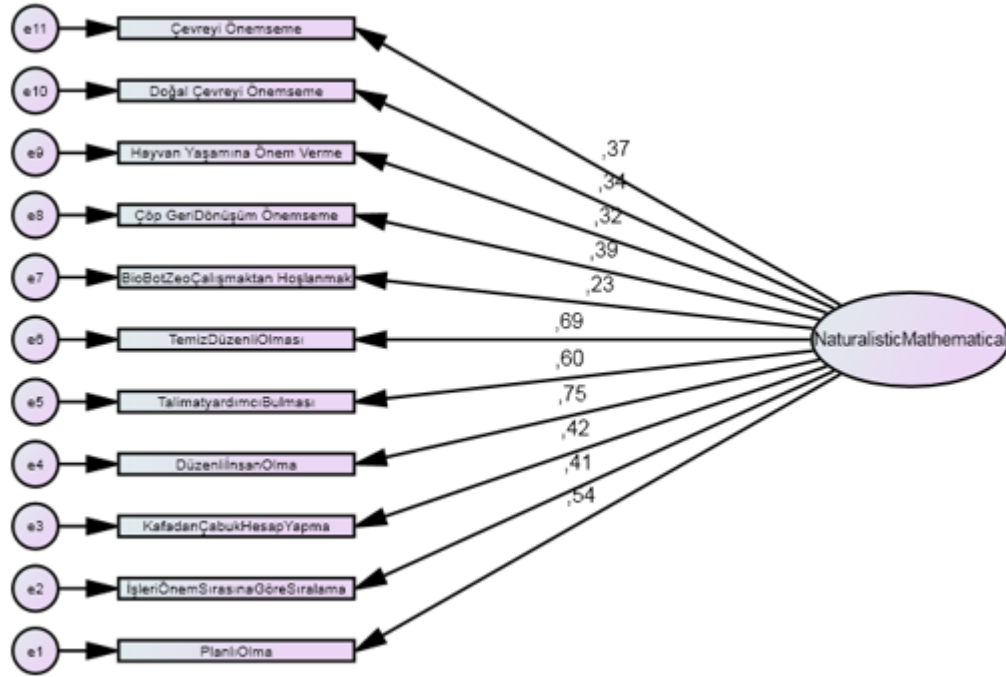 e11
Çevreyi Önemseme
e10
Doğal Çevreyi Önemseme
e9
Hayvan Yaşamına Önem Verme
e8
Çöp GeriDönüşüm Önemseme
e7
BioBotZeoÇalışmaktan Hoşlanmak
e6
TemizDüzenliOlması
e5
TalimatyardımcıBulması
e4
DüzenliİnsanOlma
e3
KafadanÇabukHesapYapma
e2
İşleriÖnemSırasınaGöreSıralama
e1
PlanlıOlma
,37
,34
,32
,39
,23
,69
,60
,75
,42
,41
,54
NaturalisticMathematical